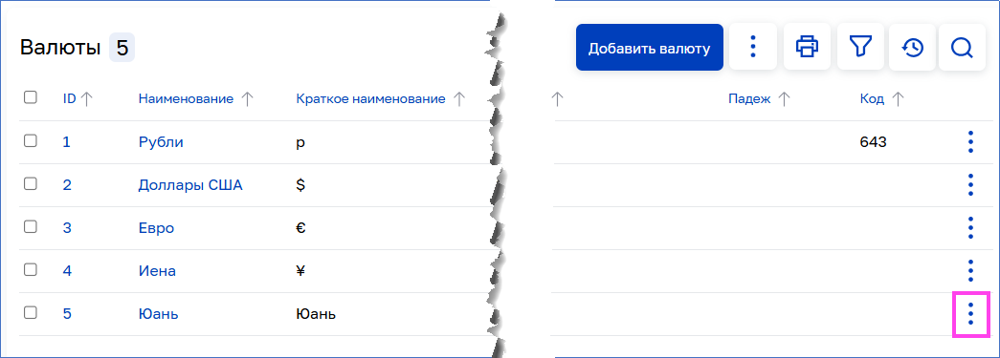 Валюты 5 Добавить валюту
ID Наименование Краткое наименование Падеж Код
1 Рубли р 643
2 Доллары США $
3 Евро €
4 Иена ¥
5 Юань Юань